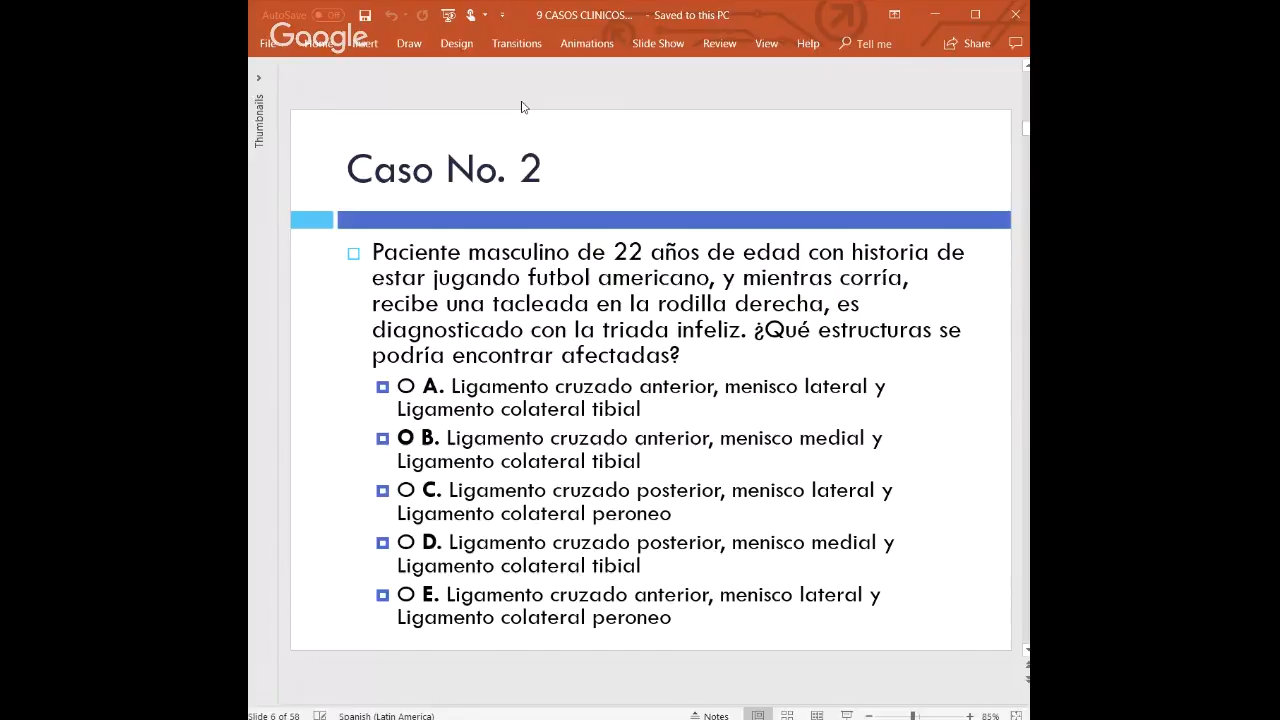 AutoSave Off 9 CASOS CLINICOS... - Saved to this PC
Google
File Home Insert Draw Design Transitions Animations Slide Show Review View Help Tell me Share
Thumbnails
Caso No. 2
Paciente masculino de 22 años de edad con historia de
estar jugando futbol americano, y mientras corría,
recibe una tacleada en la rodilla derecha, es
diagnosticado con la triada infeliz. ¿Qué estructuras se
podría encontrar afectadas?
O A. Ligamento cruzado anterior, menisco lateral y
Ligamento colateral tibial
O B. Ligamento cruzado anterior, menisco medial y
Ligamento colateral tibial
O C. Ligamento cruzado posterior, menisco lateral y
Ligamento colateral peroneo
O D. Ligamento cruzado posterior, menisco medial y
Ligamento colateral tibial
O E. Ligamento cruzado anterior, menisco lateral y
Ligamento colateral peroneo
Slide 6 of 58 Spanish (Latin America) Notes 85%